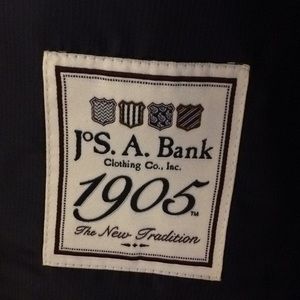 JoS. A. Bank
Clothing Co., Inc.
1905™
The New Tradition